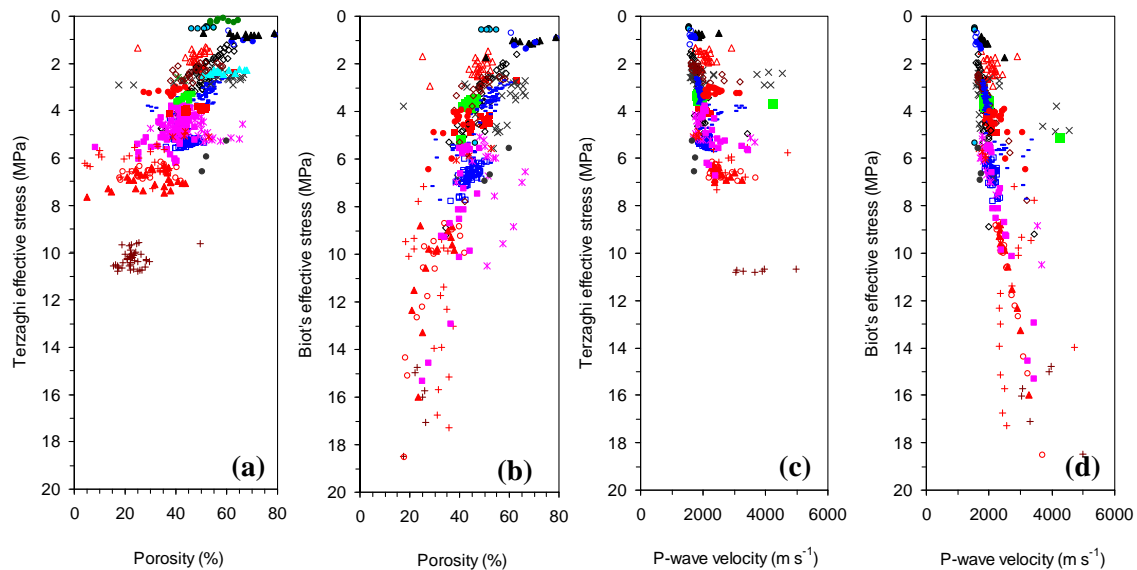 0 2 4 6 8 10 12 14 16 18 20
Terzaghi effective stress (MPa)
0 20 40 60 80
Porosity (%)
(a)
0 2 4 6 8 10 12 14 16 18 20
Biot's effective stress (MPa)
0 20 40 60 80
Porosity (%)
(b)
0 2 4 6 8 10 12 14 16 18 20
Terzaghi effective stress (MPa)
0 2000 4000 6000
P-wave velocity (m s⁻¹)
(c)
0 2 4 6 8 10 12 14 16 18 20
Biot's effective stress (MPa)
0 2000 4000 6000
P-wave velocity (m s⁻¹)
(d)